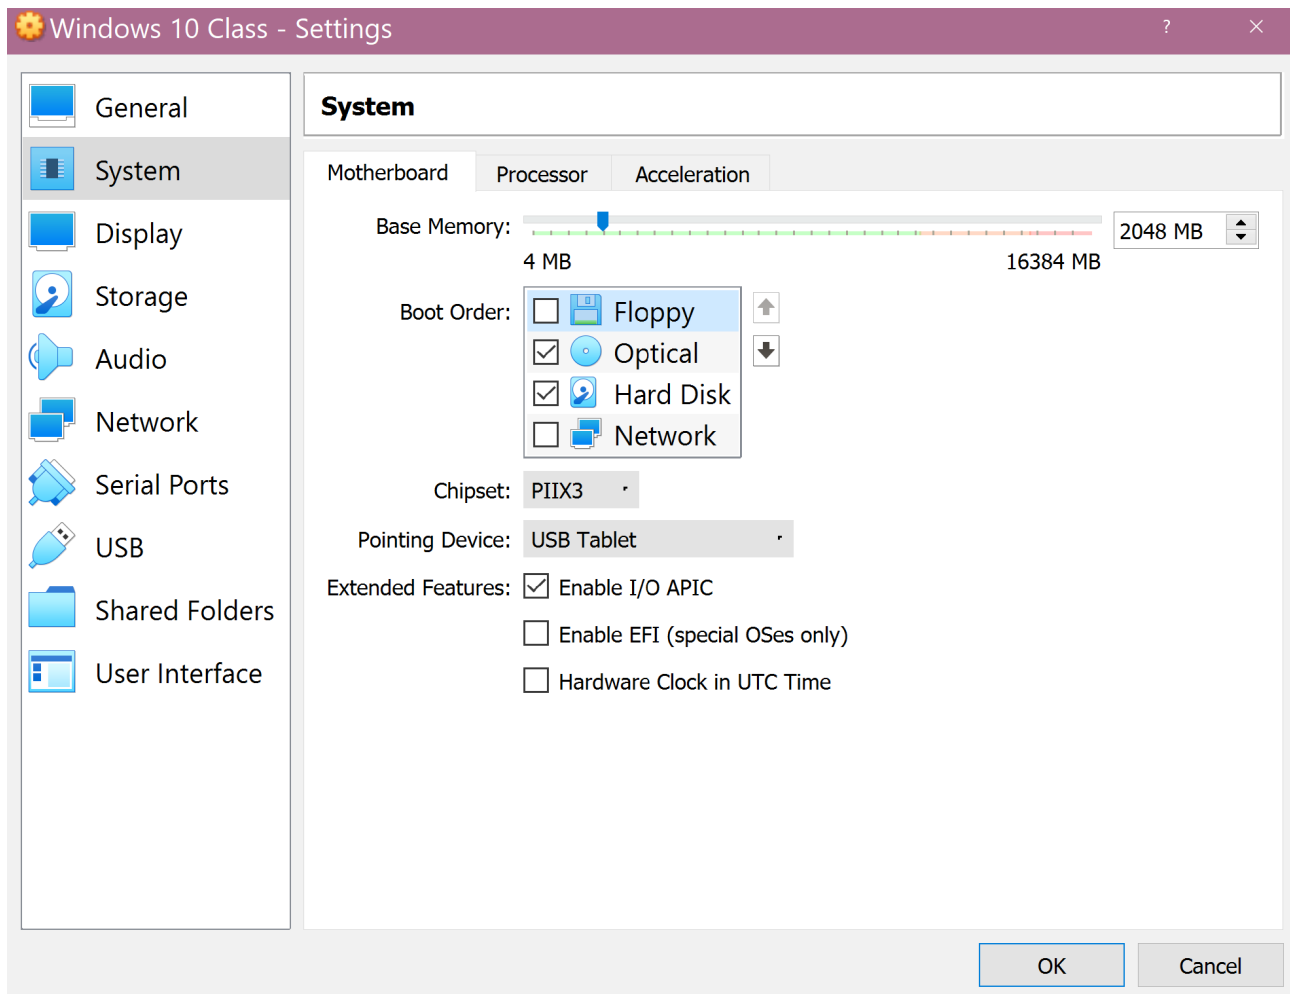 Windows 10 Class - Settings
?
General
System
Display
Storage
Audio
Network
Serial Ports
USB
Shared Folders
User Interface
System
Motherboard
Processor
Acceleration
Base Memory:
2048 MB
4 MB
16384 MB
Boot Order:
Floppy
Optical
Hard Disk
Network
Chipset:
PIIX3
Pointing Device:
USB Tablet
Extended Features:
Enable I/O APIC
Enable EFI (special OSes only)
Hardware Clock in UTC Time
OK
Cancel